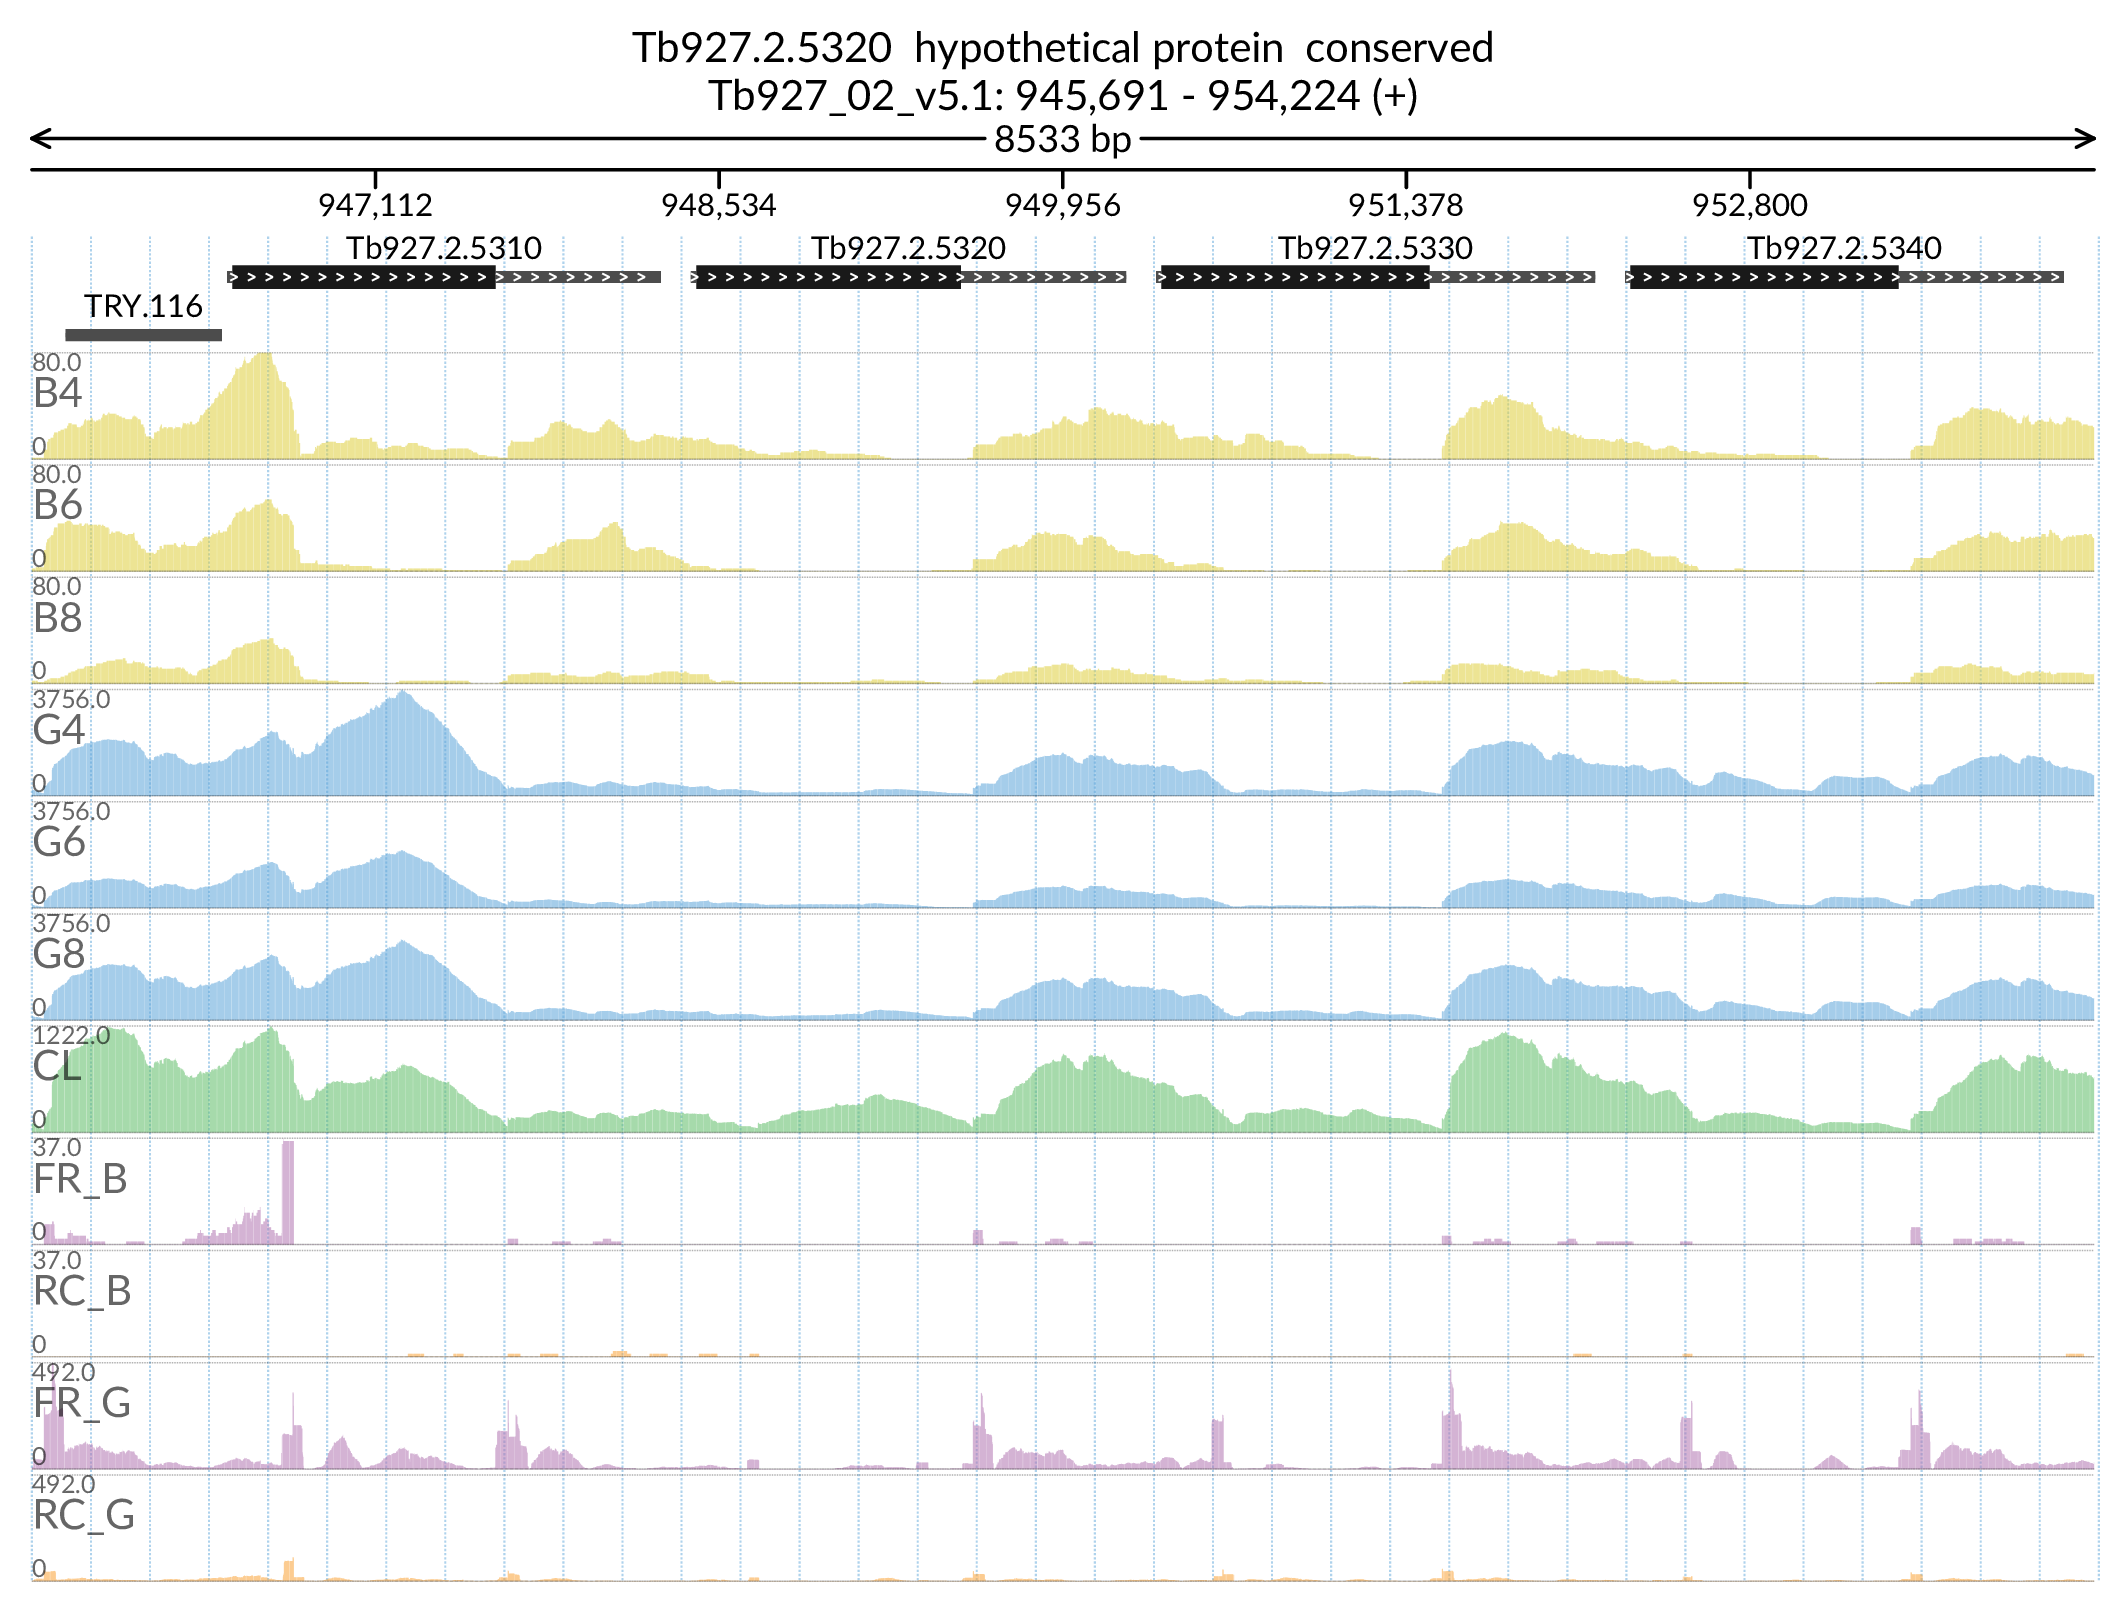 Tb927.2.5320  hypothetical protein  conserved
Tb927_02_v5.1: 945,691 - 954,224 (+)
8533 bp
947,112 948,534 949,956 951,378 952,800
Tb927.2.5310 Tb927.2.5320 Tb927.2.5330 Tb927.2.5340
TRY.116
80.0
B4
0
80.0
B6
0
80.0
B8
0
3756.0
G4
0
3756.0
G6
0
3756.0
G8
0
1222.0
CL
0
37.0
FR_B
0
37.0
RC_B
0
492.0
FR_G
0
492.0
RC_G
0